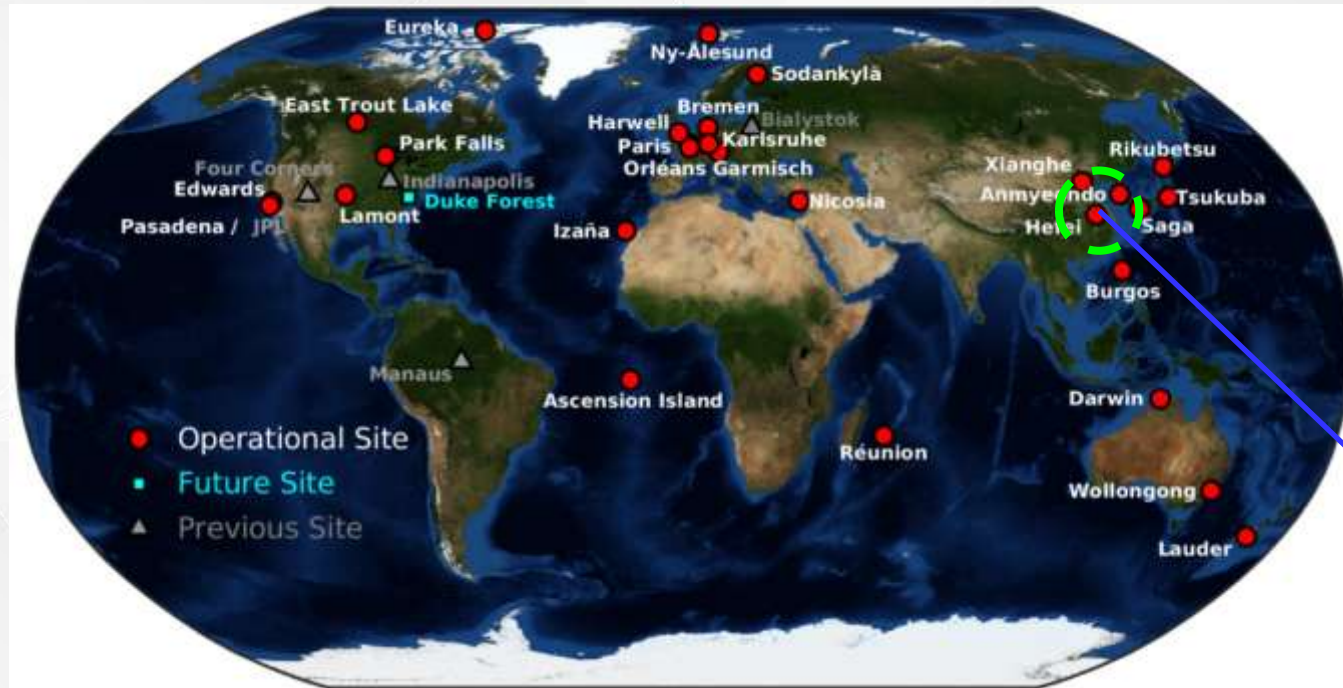 Eureka
Ny-Ålesund
Sodankylä
East Trout Lake
Bremen
Bialystok
Harwell
Karlsruhe
Park Falls
Paris
Rikubetsu
Four Corners
Orléans Garmisch
Xianghe
Indianapolis
Edwards
Anmyeondo
Tsukuba
Duke Forest
Nicosia
Lamont
Pasadena / JPL
Izaña
Hefei
Saga
Burgos
Manaus
Ascension Island
Darwin
Operational Site
Réunion
Future Site
Wollongong
Previous Site
Lauder